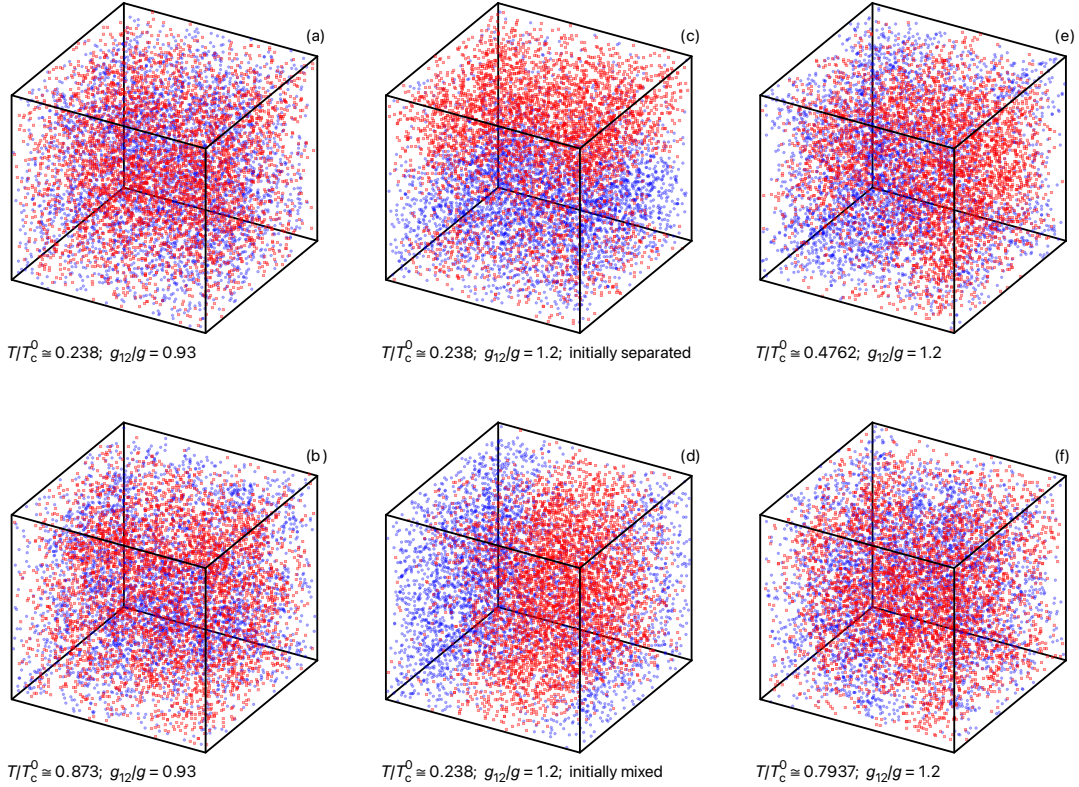 (a)
(c)
(e)
T/T_c^0 ≅ 0.238; g_12/g = 0.93
T/T_c^0 ≅ 0.238; g_12/g = 1.2; initially separated
T/T_c^0 ≅ 0.4762; g_12/g = 1.2
(b)
(d)
(f)
T/T_c^0 ≅ 0.873; g_12/g = 0.93
T/T_c^0 ≅ 0.238; g_12/g = 1.2; initially mixed
T/T_c^0 ≅ 0.7937; g_12/g = 1.2